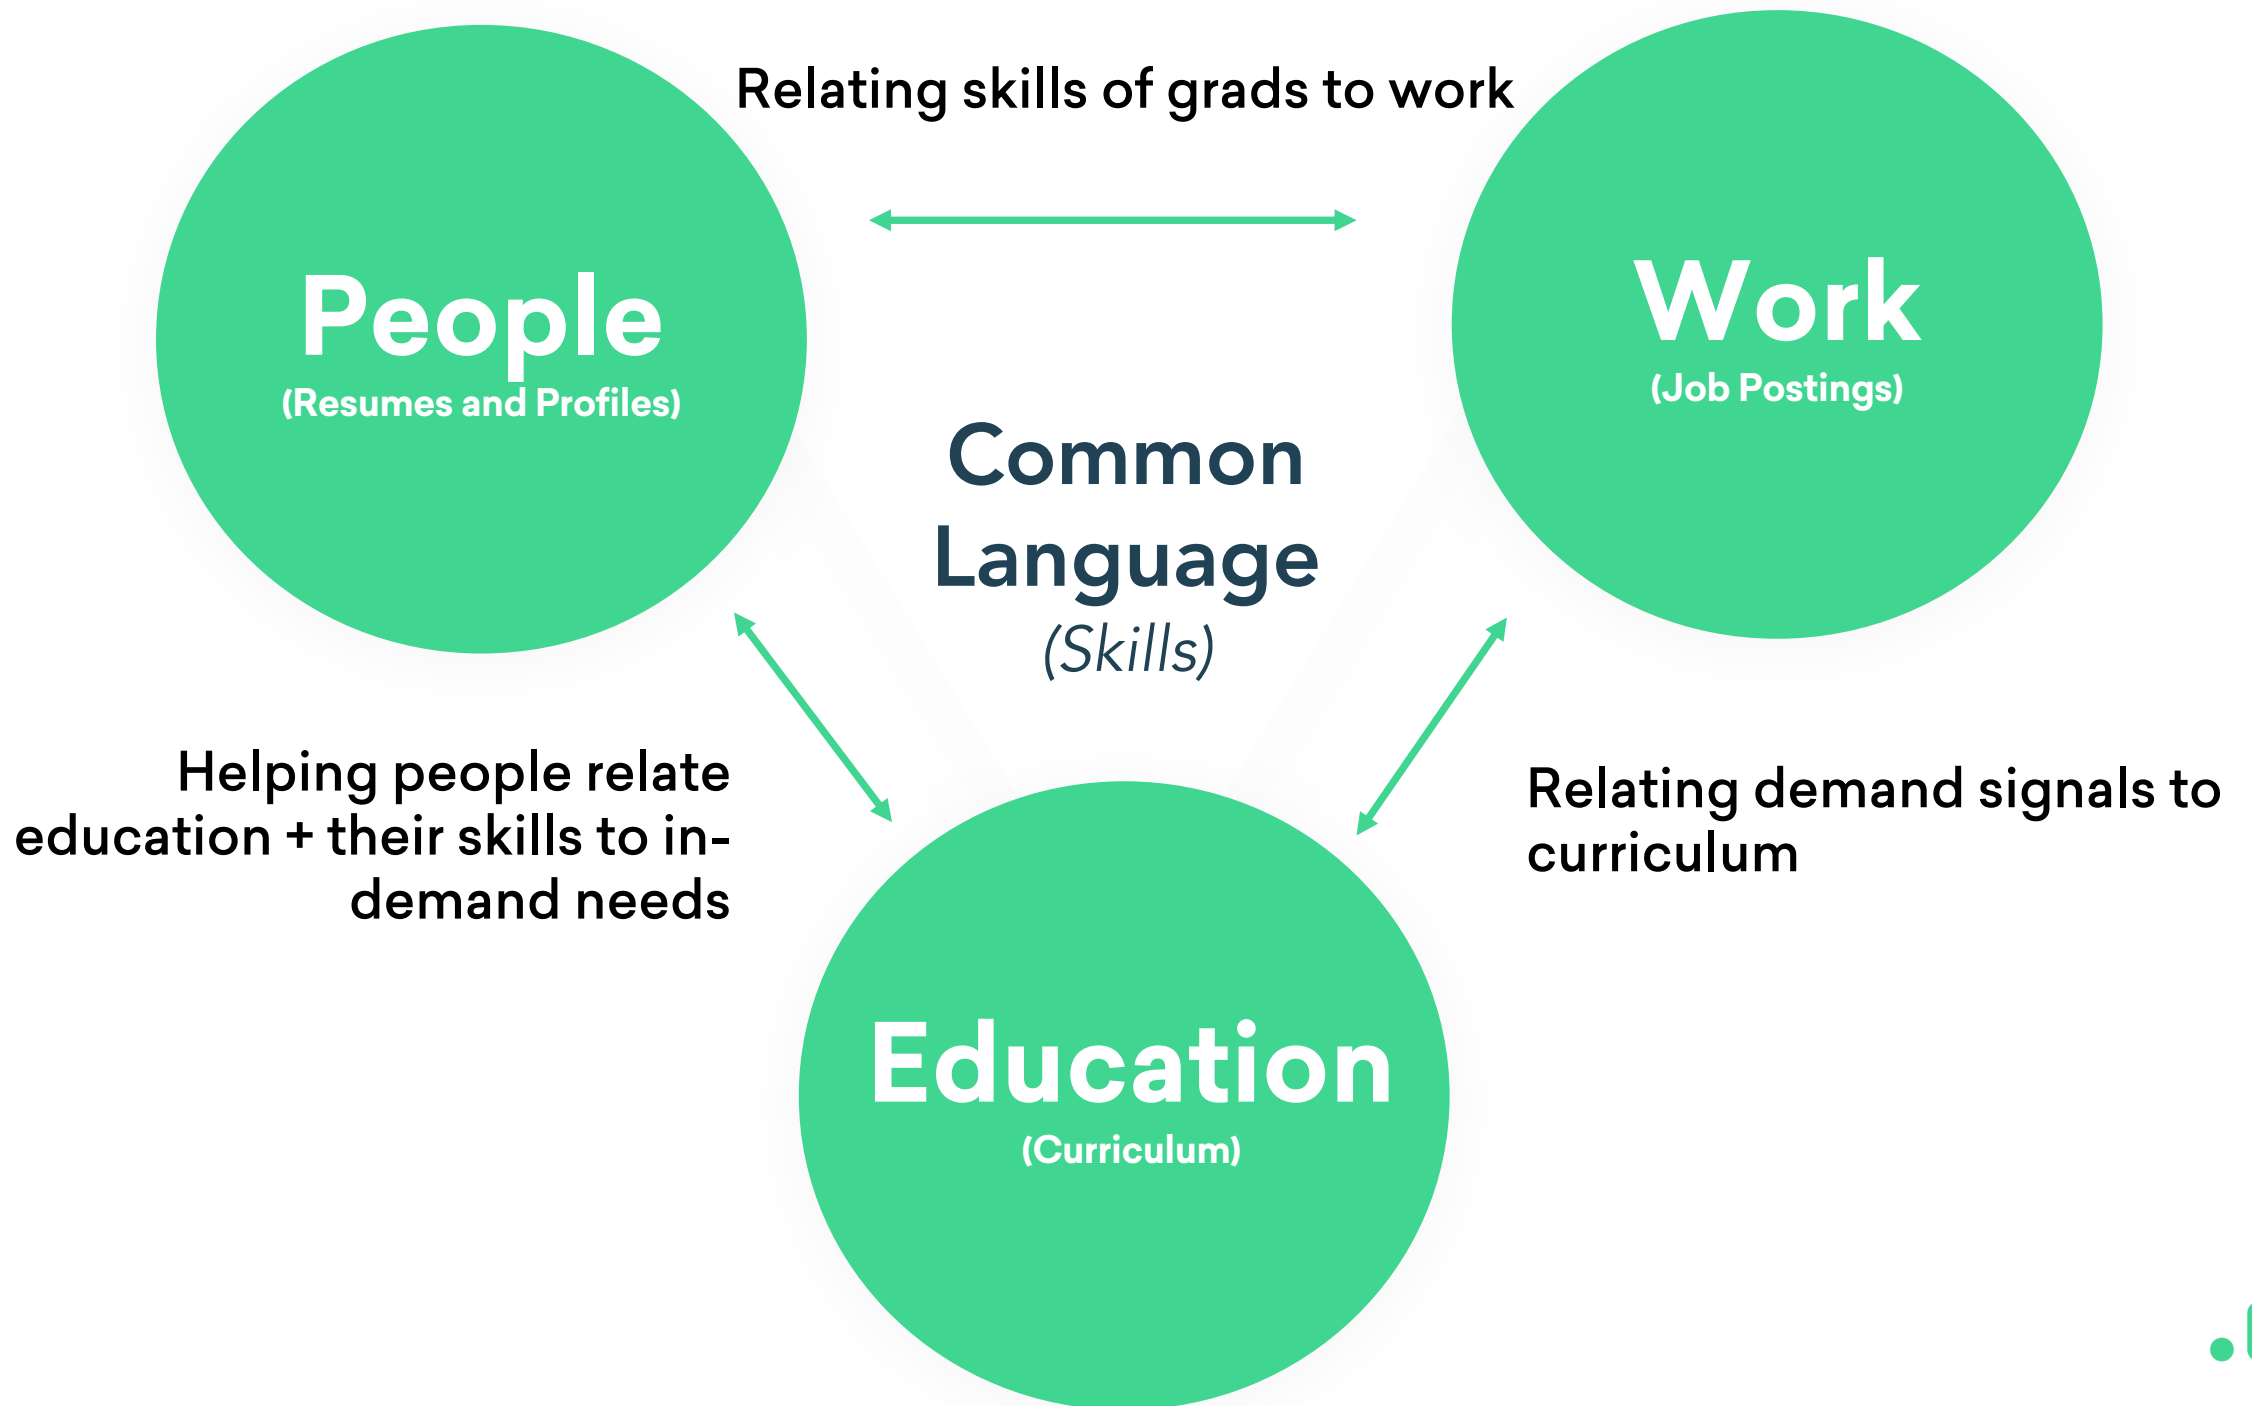 Relating skills of grads to work
People
(Resumes and Profiles)
Work
(Job Postings)
Common
Language
(Skills)
Helping people relate
education + their skills to in-
demand needs
Relating demand signals to
curriculum
Education
(Curriculum)